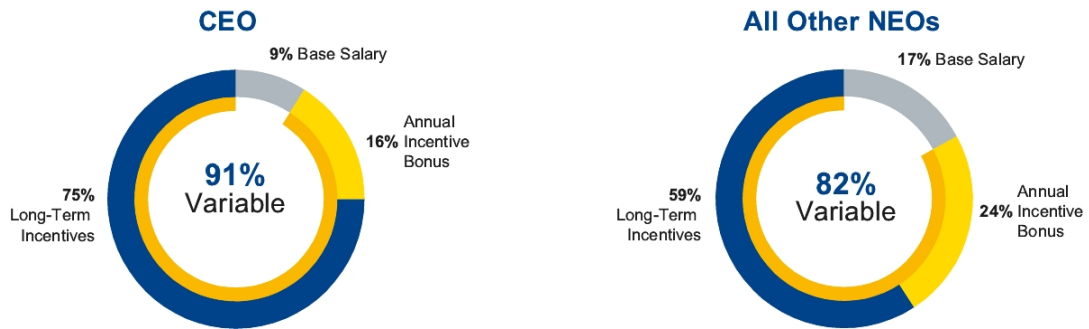 CEO
9% Base Salary
Annual
16% Incentive
Bonus
91%
Variable
75%
Long-Term
Incentives
All Other NEOs
17% Base Salary
59%
Long-Term
Incentives
82%
Variable
Annual
24% Incentive
Bonus